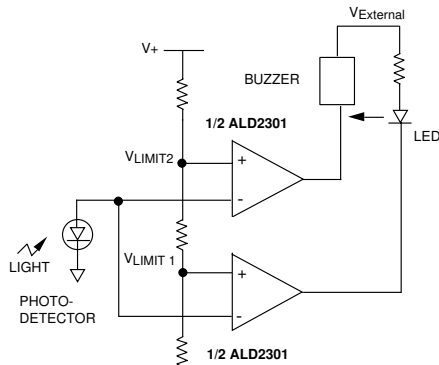 VExternal
V+
BUZZER
1/2 ALD2301
LED
VLIMIT2
+
-
LIGHT
VLIMIT 1
+
PHOTO-
DETECTOR
-
1/2 ALD2301